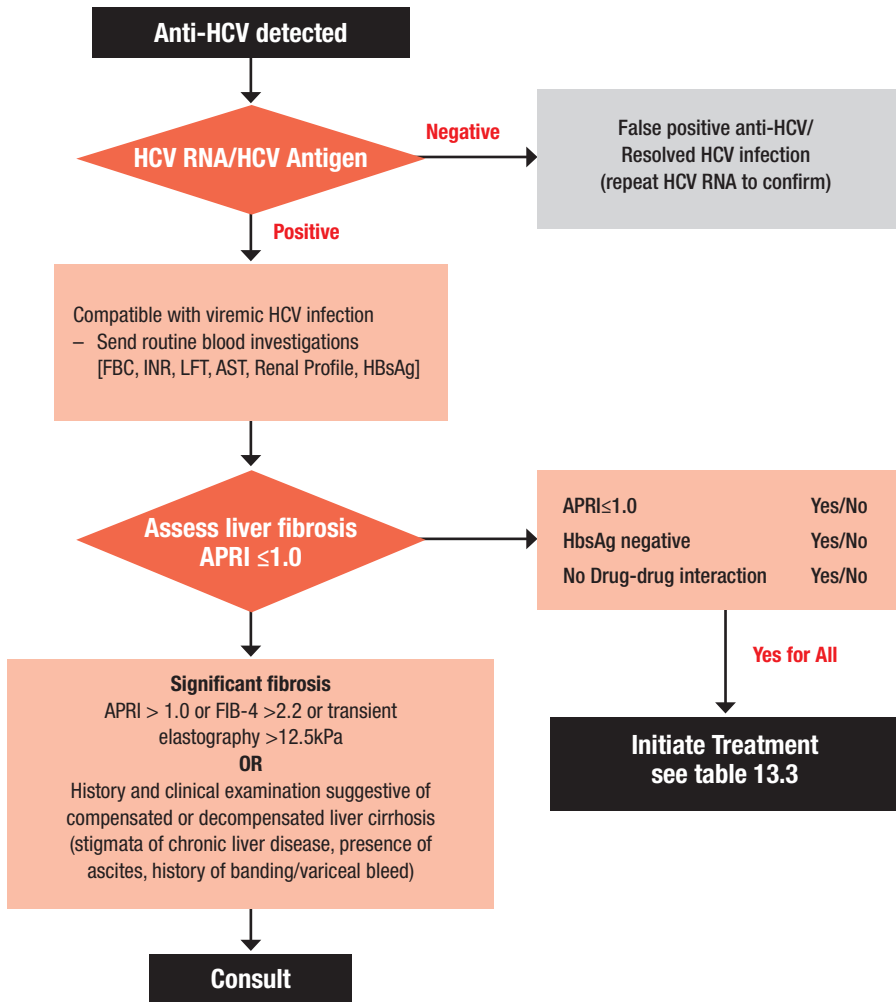 Anti-HCV detected
HCV RNA/HCV Antigen
Negative
False positive anti-HCV/
Resolved HCV infection
(repeat HCV RNA to confirm)
Positive
Compatible with viremic HCV infection
– Send routine blood investigations
[FBC, INR, LFT, AST, Renal Profile, HBsAg]
Assess liver fibrosis
APRI ≤1.0
APRI≤1.0 Yes/No
HbsAg negative Yes/No
No Drug-drug interaction Yes/No
Yes for All
Initiate Treatment
see table 13.3
Significant fibrosis
APRI > 1.0 or FIB-4 >2.2 or transient
elastography >12.5kPa
OR
History and clinical examination suggestive of
compensated or decompensated liver cirrhosis
(stigmata of chronic liver disease, presence of
ascites, history of banding/variceal bleed)
Consult